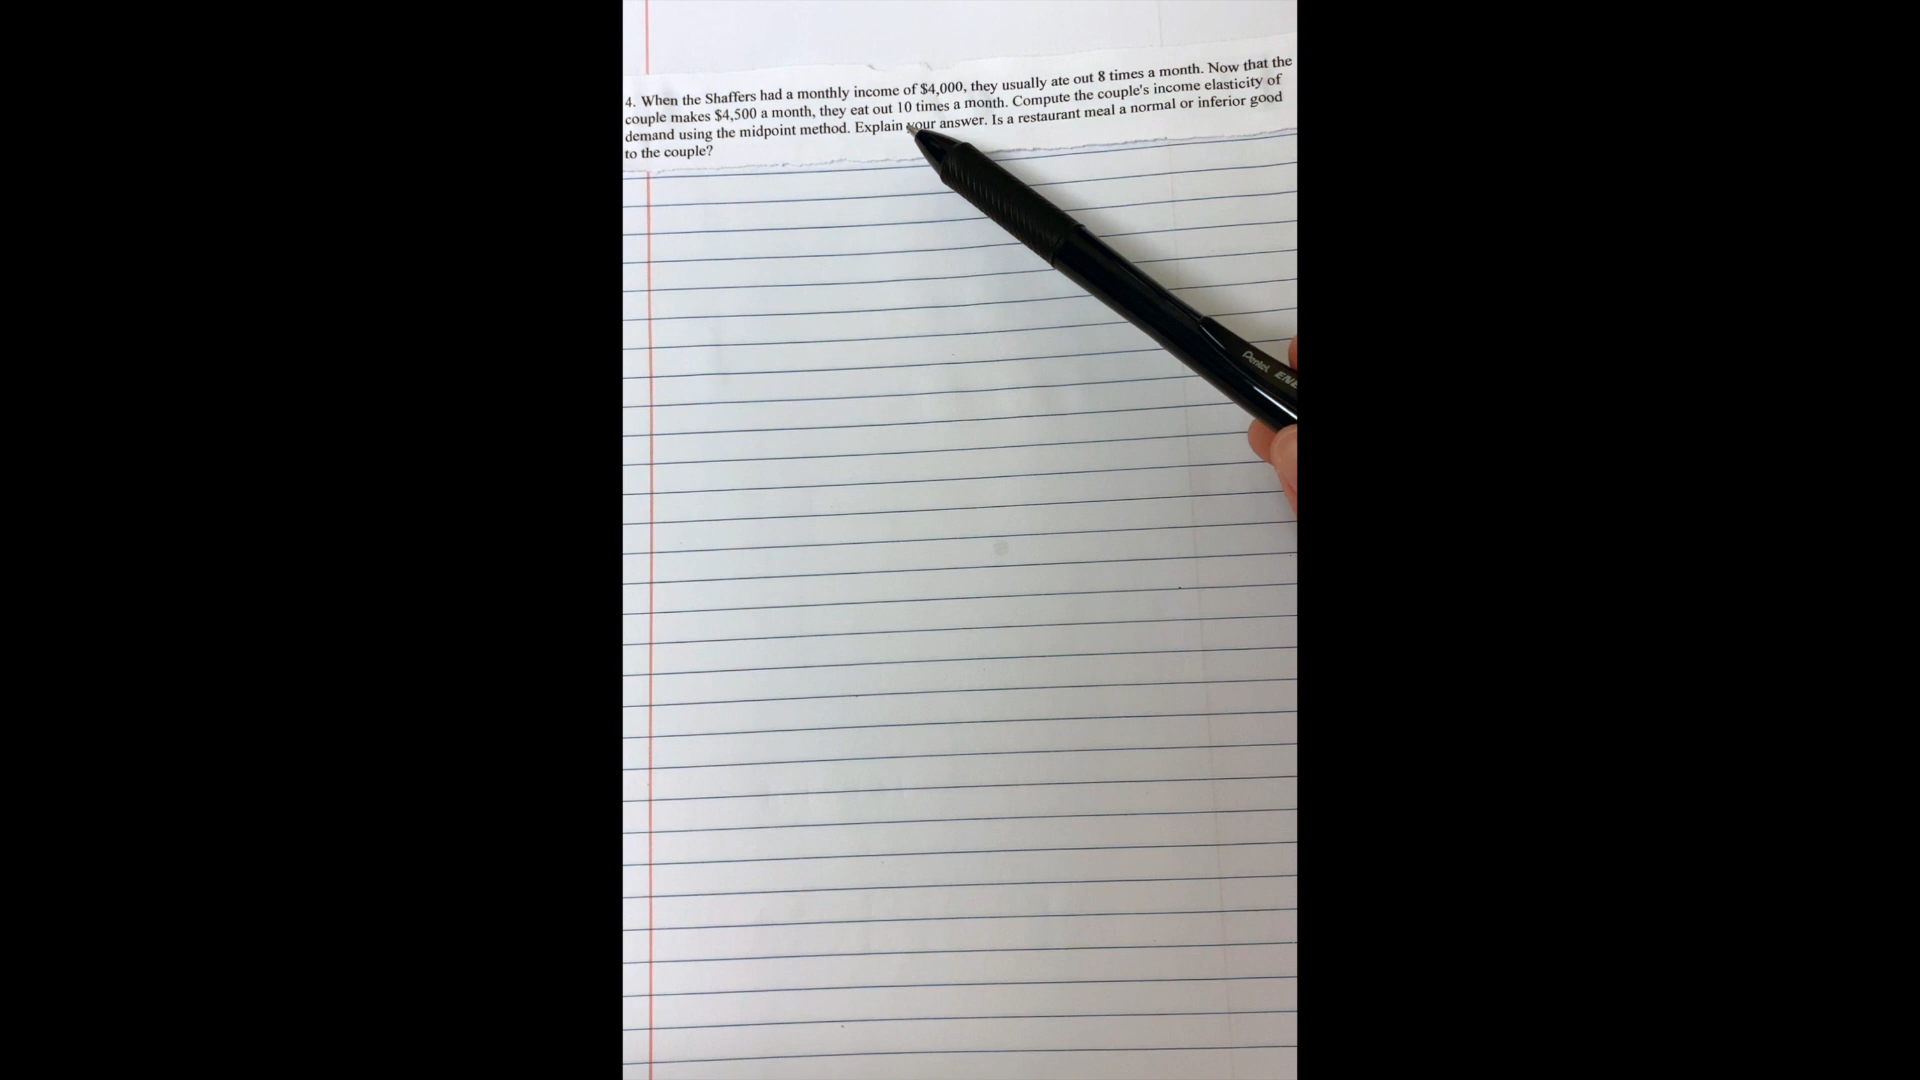 4. When the Shaffers had a monthly income of $4,000, they usually ate out 8 times a month. Now that the
couple makes $4,500 a month, they eat out 10 times a month. Compute the couple's income elasticity of
demand using the midpoint method. Explain your answer. Is a restaurant meal a normal or inferior good
to the couple?
Pentel ENE